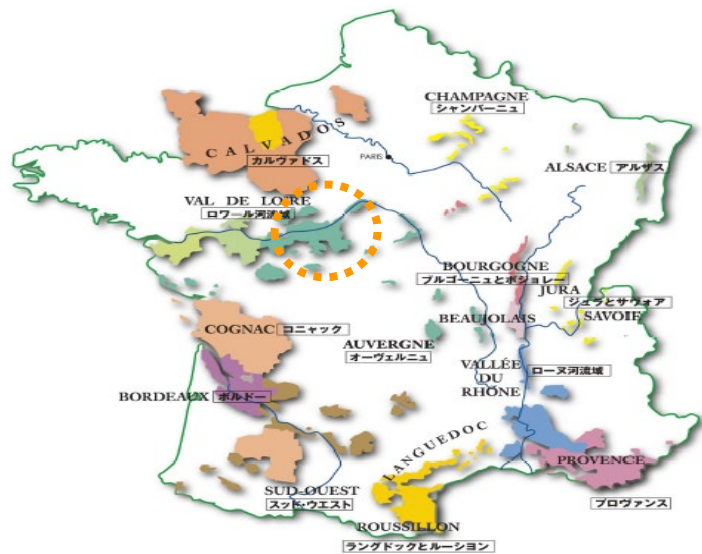 CHAMPAGNE
シャンパーニュ
CALVADOS
カルヴァドス
PARIS
ALSACE アルザス
VAL DE LOIRE
ロワール河流域
BOURGOGNE
ブルゴーニュとボジョレー
JURA
ジュラとサヴォア
SAVOIE
BEAUJOLAIS
COGNAC コニャック
AUVERGNE
オーヴェルニュ
VALLÉE
DU
RHÔNE
ローヌ河流域
BORDEAUX ボルドー
LANGUEDOC
PROVENCE
プロヴァンス
SUD-OUEST
スッド・ウエスト
ROUSSILLON
ラングドックとルーション